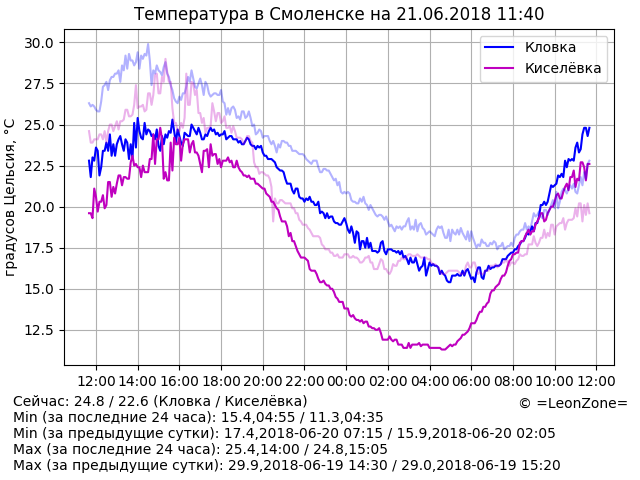 Температура в Смоленске на 21.06.2018 11:40
градусов Цельсия, °C
30.0
27.5
25.0
22.5
20.0
17.5
15.0
12.5
Кловка
Киселёвка
12:00 14:00 16:00 18:00 20:00 22:00 00:00 02:00 04:00 06:00 08:00 10:00 12:00
Сейчас: 24.8 / 22.6 (Кловка / Киселёвка)
© =LeonZone=
Min (за последние 24 часа): 15.4,04:55 / 11.3,04:35
Min (за предыдущие сутки): 17.4,2018-06-20 07:15 / 15.9,2018-06-20 02:05
Max (за последние 24 часа): 25.4,14:00 / 24.8,15:05
Max (за предыдущие сутки): 29.9,2018-06-19 14:30 / 29.0,2018-06-19 15:20